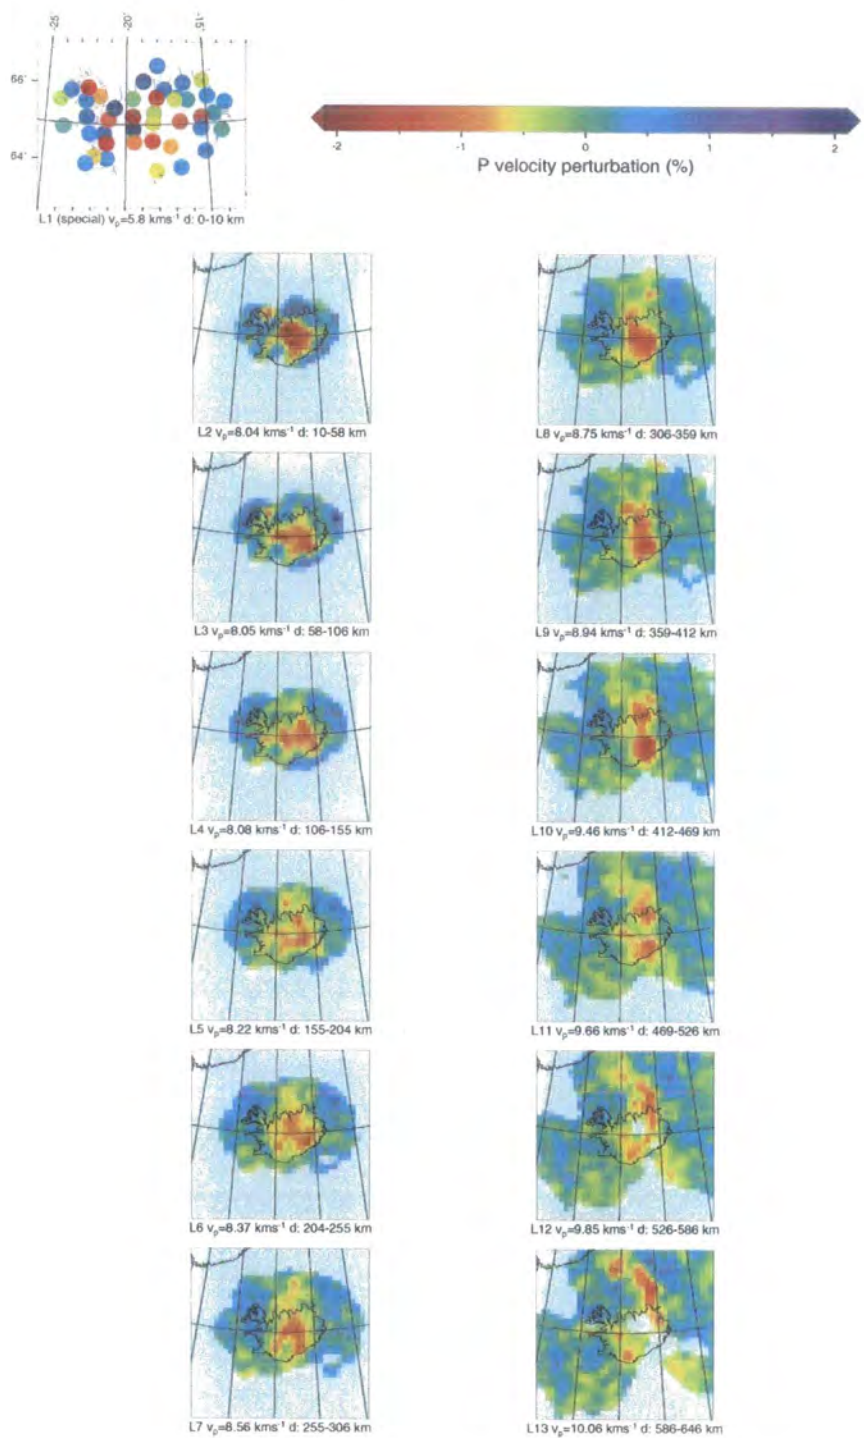 -25˚ -20˚ -15˚
66˚
64˚
L1 (special) vp=5.8 kms-1 d: 0-10 km
-2 -1 0 1 2
P velocity perturbation (%)
L2 vp=8.04 kms-1 d: 10-58 km
L8 vp=8.75 kms-1 d: 306-359 km
L3 vp=8.05 kms-1 d: 58-106 km
L9 vp=8.94 kms-1 d: 359-412 km
L4 vp=8.08 kms-1 d: 106-155 km
L10 vp=9.46 kms-1 d: 412-469 km
L5 vp=8.22 kms-1 d: 155-204 km
L11 vp=9.66 kms-1 d: 469-526 km
L6 vp=8.37 kms-1 d: 204-255 km
L12 vp=9.85 kms-1 d: 526-586 km
L7 vp=8.56 kms-1 d: 255-306 km
L13 vp=10.06 kms-1 d: 586-646 km